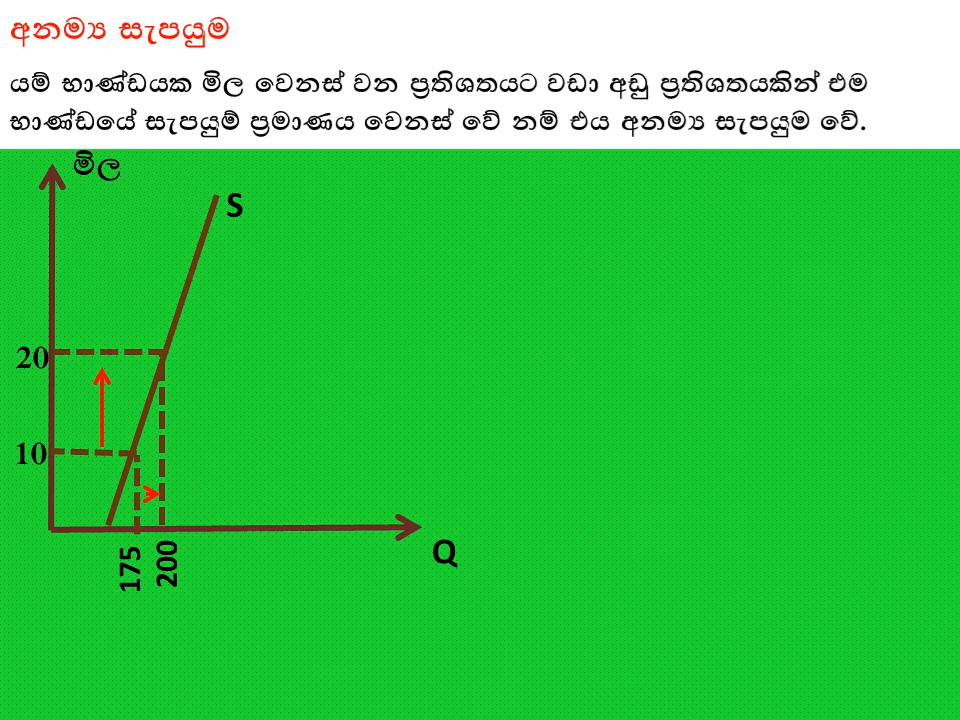 අනම්‍ය සැපයුම
යම් භාණ්ඩයක මිල වෙනස් වන ප්‍රතිශතයට වඩා අඩු ප්‍රතිශතයකින් එම
භාණ්ඩයේ සැපයුම් ප්‍රමාණය වෙනස් වේ නම් එය අනම්‍ය සැපයුම වේ.
මිල
S
20
10
175
200
Q